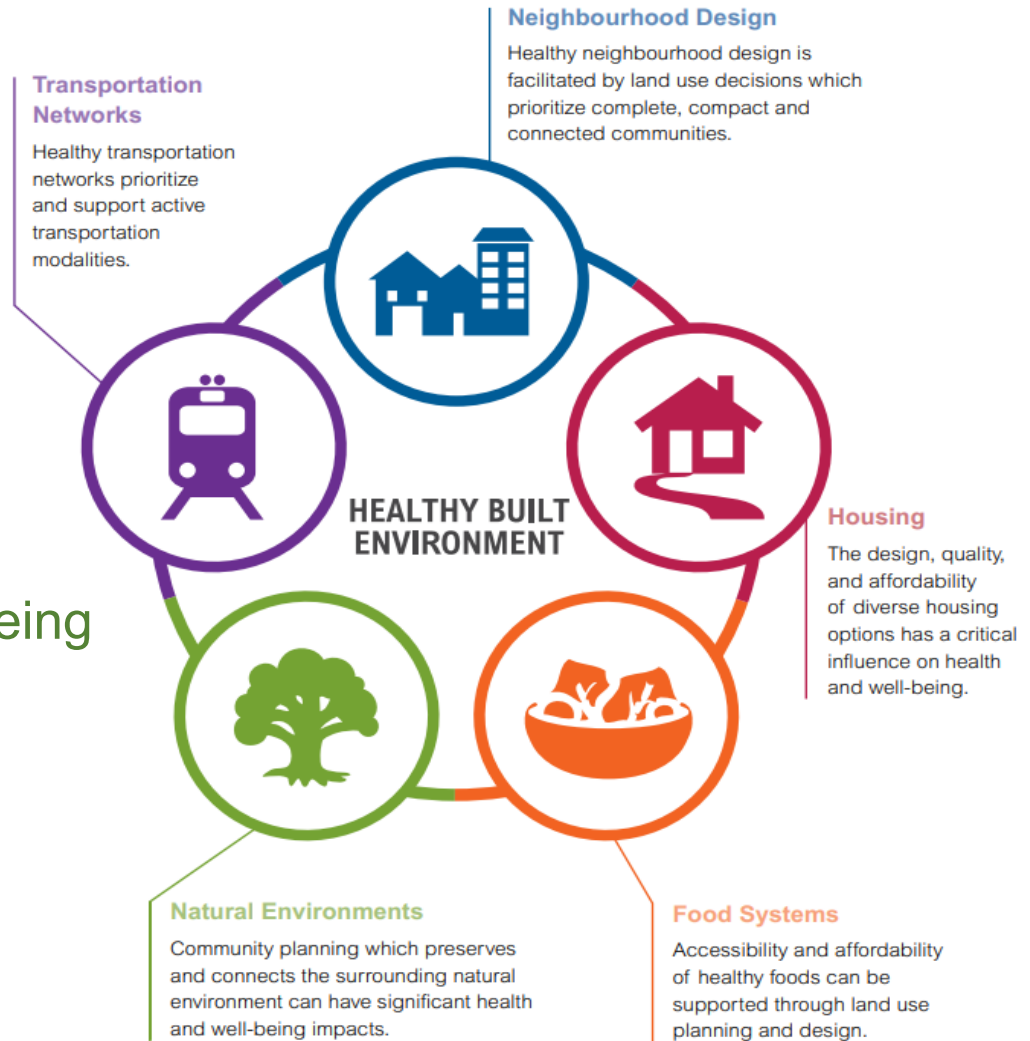 Neighbourhood Design
Healthy neighbourhood design is
facilitated by land use decisions which
prioritize complete, compact and
connected communities.
Transportation
Networks
Healthy transportation
networks prioritize
and support active
transportation
modalities.
HEALTHY BUILT
ENVIRONMENT
Housing
The design, quality,
and affordability
of diverse housing
options has a critical
influence on health
and well-being.
eing
Natural Environments
Community planning which preserves
and connects the surrounding natural
environment can have significant health
and well-being impacts.
Food Systems
Accessibility and affordability
of healthy foods can be
supported through land use
planning and design.